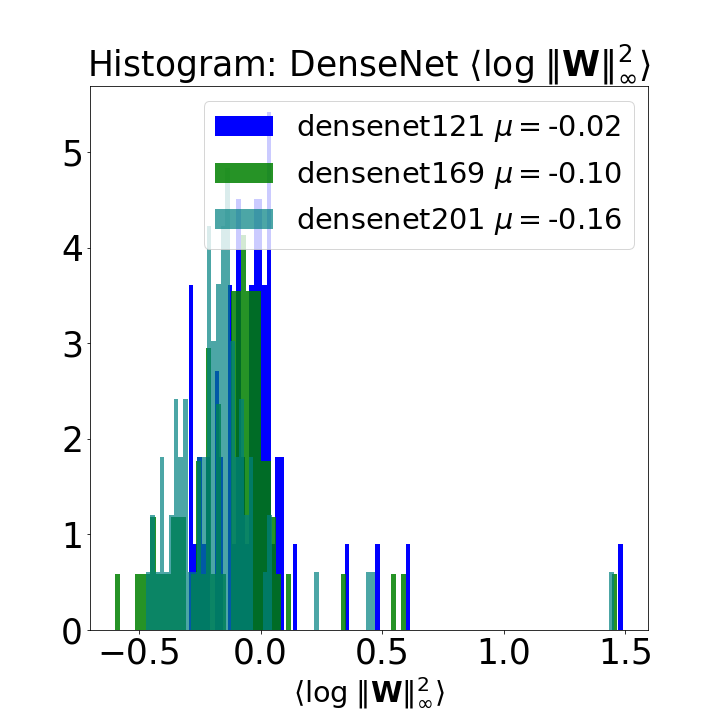 Histogram: DenseNet ⟨log ‖W‖²∞⟩
densenet121 μ = -0.02
densenet169 μ = -0.10
densenet201 μ = -0.16
5
4
3
2
1
0
−0.5 0.0 0.5 1.0 1.5
⟨log ‖W‖²∞⟩